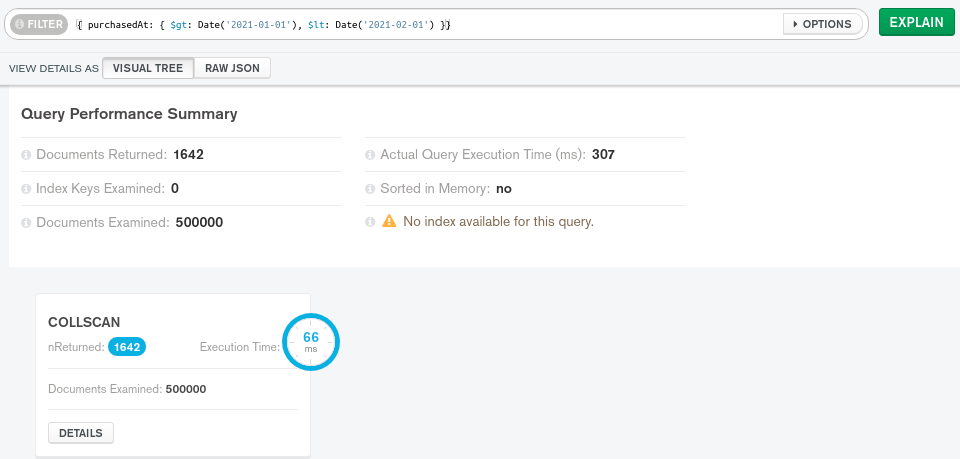 FILTER { purchasedAt: { $gt: Date('2021-01-01'), $lt: Date('2021-02-01') }} OPTIONS EXPLAIN
VIEW DETAILS AS VISUAL TREE RAW JSON
Query Performance Summary
Documents Returned: 1642
Index Keys Examined: 0
Documents Examined: 500000
Actual Query Execution Time (ms): 307
Sorted in Memory: no
No index available for this query.
COLLSCAN
nReturned: 1642 Execution Time: 66 ms
Documents Examined: 500000
DETAILS